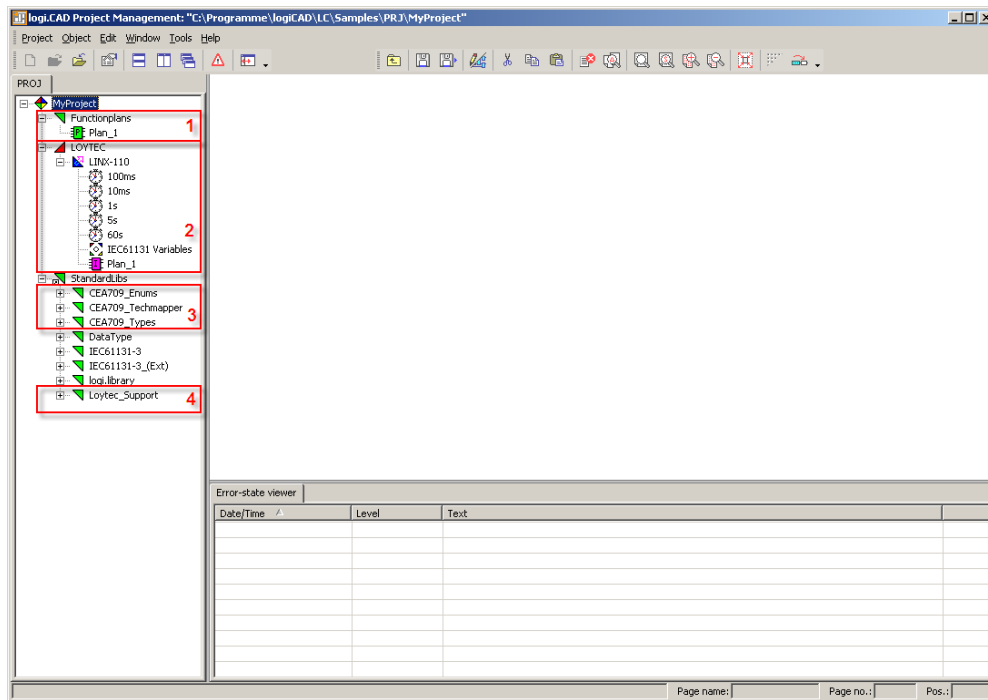 logi.CAD Project Management: "C:\Programme\logiCAD\LC\Samples\PRJ\MyProject"
Project Object Edit Window Tools Help
PROJ
MyProject
Functionplans
1
Plan_1
LOYTEC
LINX-110
100ms
10ms
1s
5s
60s
2
IEC61131 Variables
Plan_1
StandardLibs
CEA709_Enums
CEA709_Techmapper
3
CEA709_Types
DataType
IEC61131-3
IEC61131-3_(Ext)
logi.library
Loytec_Support
4
Error-state viewer
Date/Time Level Text
Page name: Page no.: Pos.: